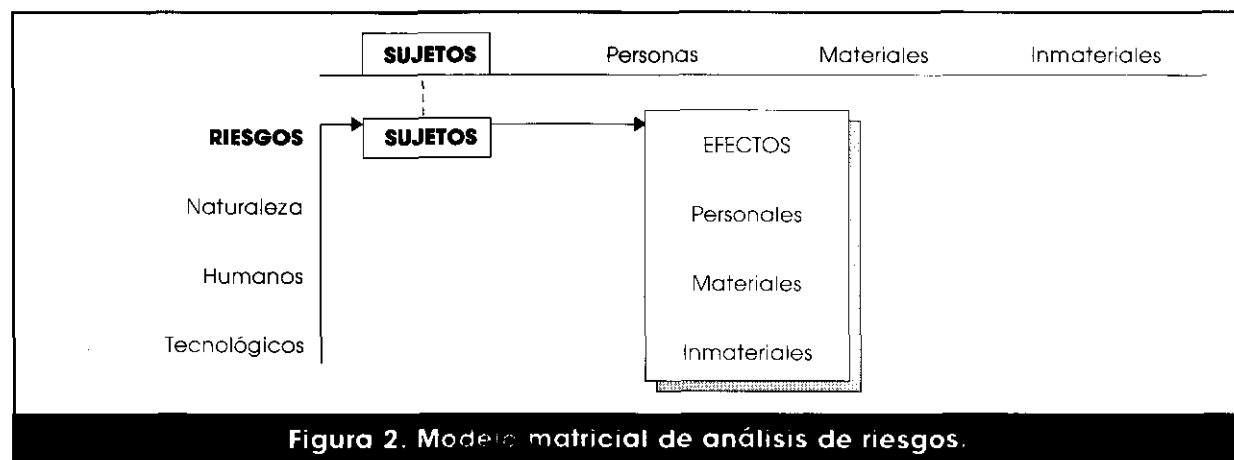 SUJETOS Personas Materiales Inmateriales
RIESGOS SUJETOS EFECTOS
Naturaleza Personales
Humanos Materiales
Tecnológicos Inmateriales
Figura 2. Modelo matricial de análisis de riesgos.